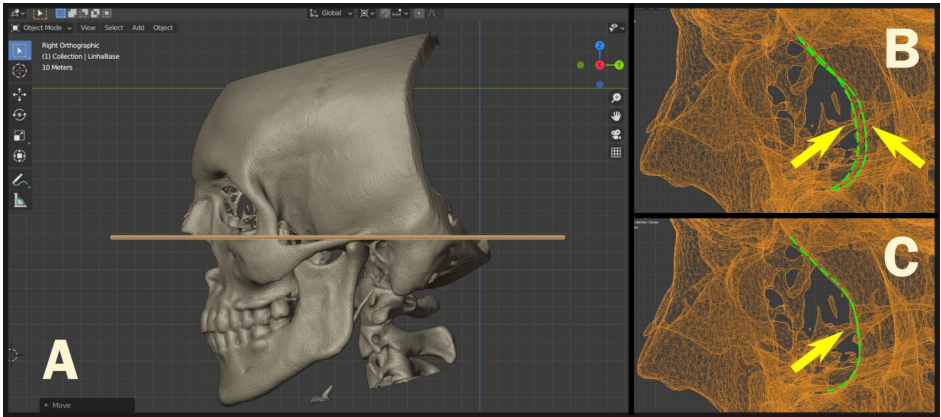 Global
Object Mode View Select Add Object
Right Orthographic
(1) Collection | LinhaBase
10 Meters
Z
X
Y
A
Move
B
C